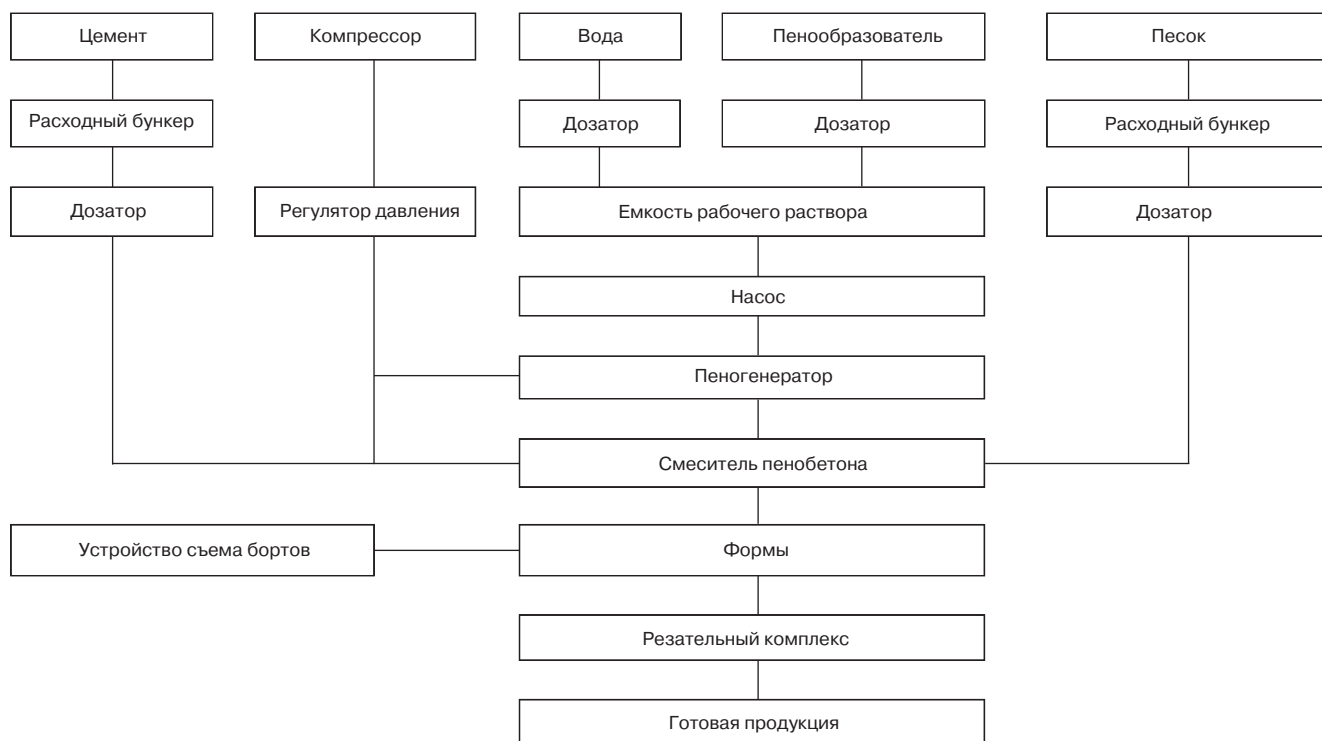 Цемент
Компрессор
Вода
Пенообразователь
Песок
Расходный бункер
Дозатор
Дозатор
Расходный бункер
Дозатор
Регулятор давления
Емкость рабочего раствора
Дозатор
Насос
Пеногенератор
Смеситель пенобетона
Устройство съема бортов
Формы
Резательный комплекс
Готовая продукция